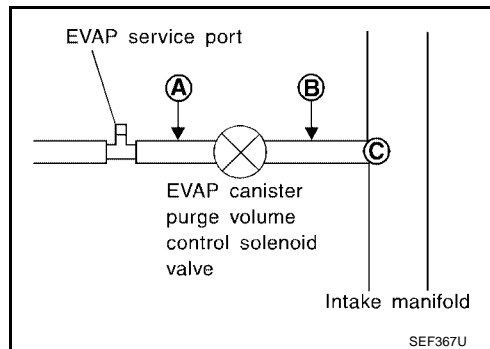 EVAP service port
A
B
C
EVAP canister
purge volume
control solenoid
valve
Intake manifold
SEF367U